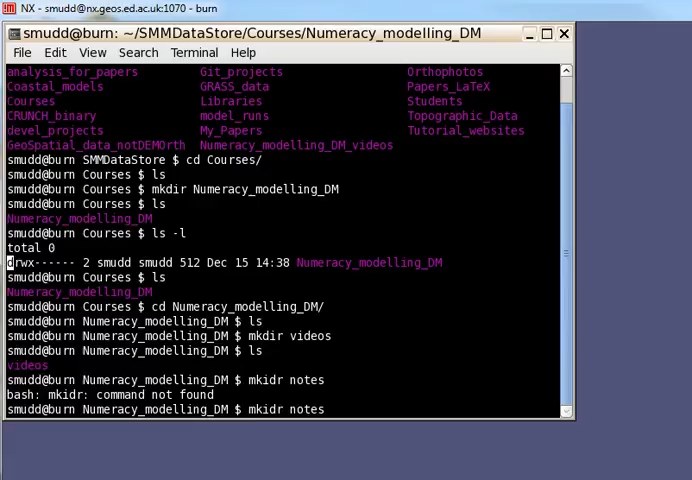 NX - smudd@nx.geos.ed.ac.uk:1070 - burn
smudd@burn: ~/SMMDataStore/Courses/Numeracy_modelling_DM
File Edit View Search Terminal Help
analysis_for_papers Git_projects Orthophotos
Coastal_models GRASS_data Papers_LaTeX
Courses Libraries Students
CRUNCH_binary model_runs Topographic_Data
devel_projects My_Papers Tutorial_websites
GeoSpatial_data_notDEMOrth Numeracy_modelling_DM_videos
smudd@burn SMMDataStore $ cd Courses/
smudd@burn Courses $ ls
smudd@burn Courses $ mkdir Numeracy_modelling_DM
smudd@burn Courses $ ls
Numeracy_modelling_DM
smudd@burn Courses $ ls -l
total 0
drwx------ 2 smudd smudd 512 Dec 15 14:38 Numeracy_modelling_DM
smudd@burn Courses $ ls
Numeracy_modelling_DM
smudd@burn Courses $ cd Numeracy_modelling_DM/
smudd@burn Numeracy_modelling_DM $ ls
smudd@burn Numeracy_modelling_DM $ mkdir videos
smudd@burn Numeracy_modelling_DM $ ls
videos
smudd@burn Numeracy_modelling_DM $ mkidr notes
bash: mkidr: command not found
smudd@burn Numeracy_modelling_DM $ mkidr notes